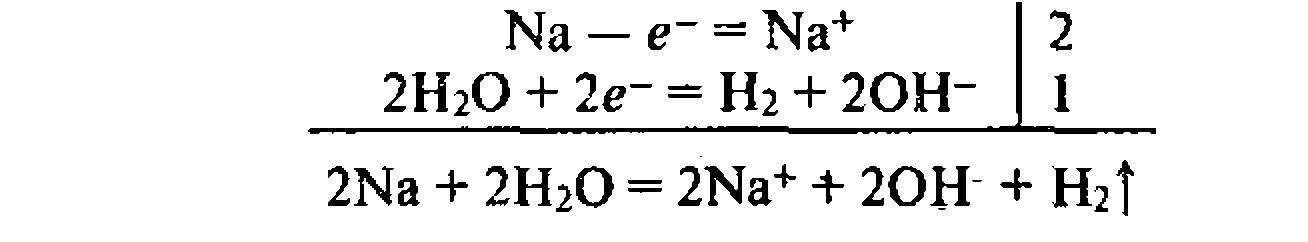 Na — e⁻ = Na⁺ | 2
2H₂O + 2e⁻ = H₂ + 2OH⁻ | 1
2Na + 2H₂O = 2Na⁺ + 2OH⁻ + H₂↑